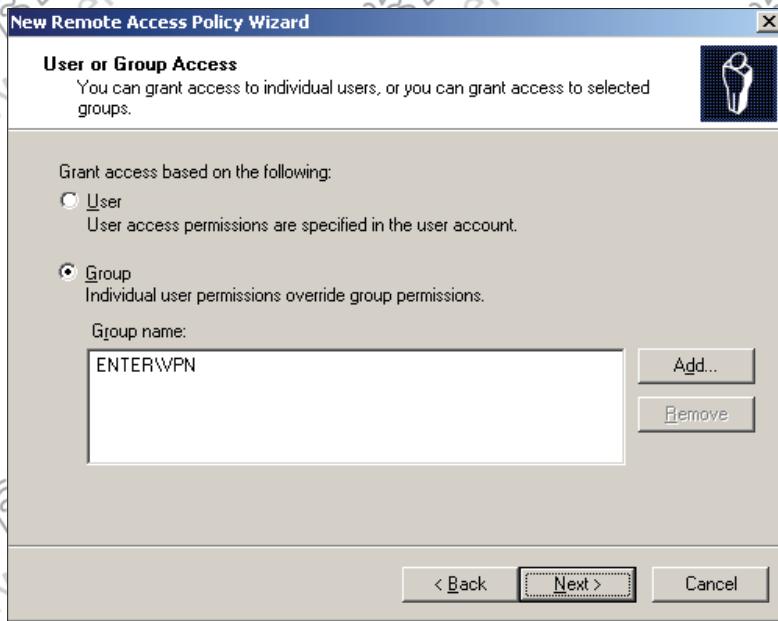 New Remote Access Policy Wizard
User or Group Access
You can grant access to individual users, or you can grant access to selected
groups.
Grant access based on the following:
User
User access permissions are specified in the user account.
Group
Individual user permissions override group permissions.
Group name:
ENTER\VPN
Add...
Remove
< Back
Next >
Cancel